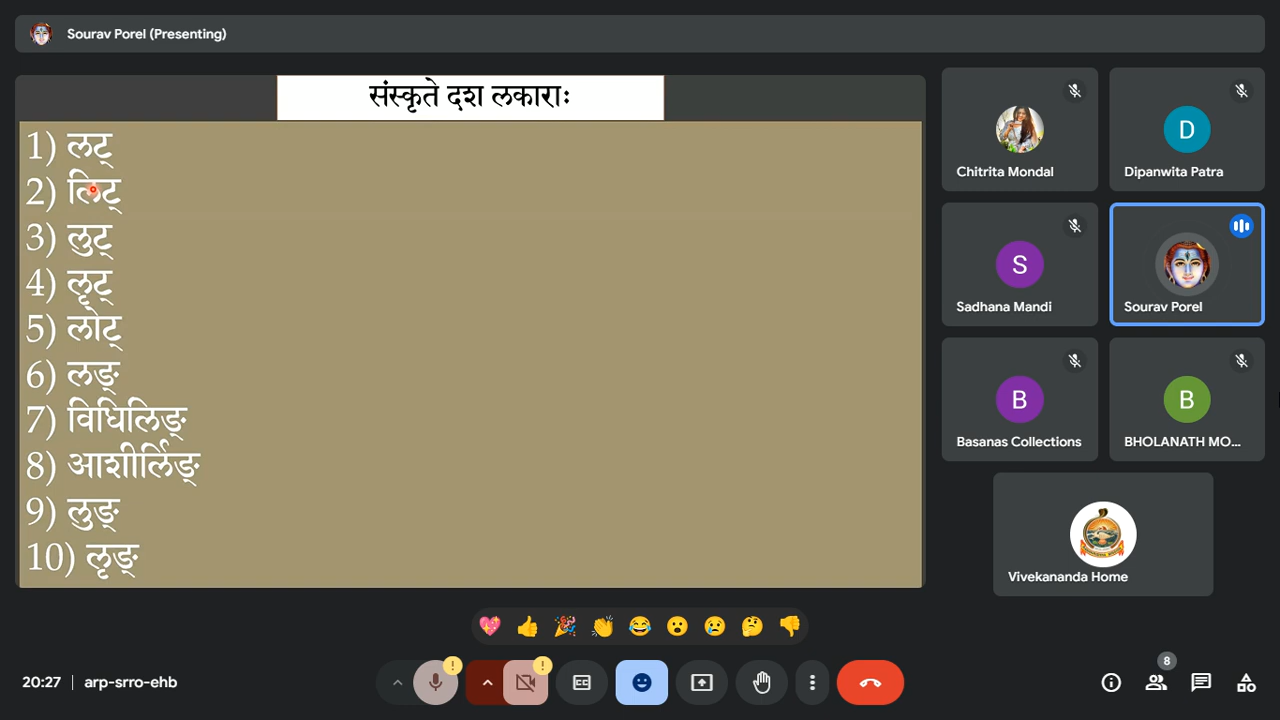 Sourav Porel (Presenting)
संस्कृते दश लकाराः
1) लट्
2) लिट्
3) लुट्
4) लृट्
5) लोट्
6) लङ्
7) विधिलिङ्
8) आशीर्लिङ्
9) लुङ्
10) लृङ्
Chitrita Mondal
D
Dipanwita Patra
S
Sadhana Mandi
Sourav Porel
B
Basanas Collections
B
BHOLANATH MO...
Vivekananda Home
20:27 | arp-srro-ehb
CC
8